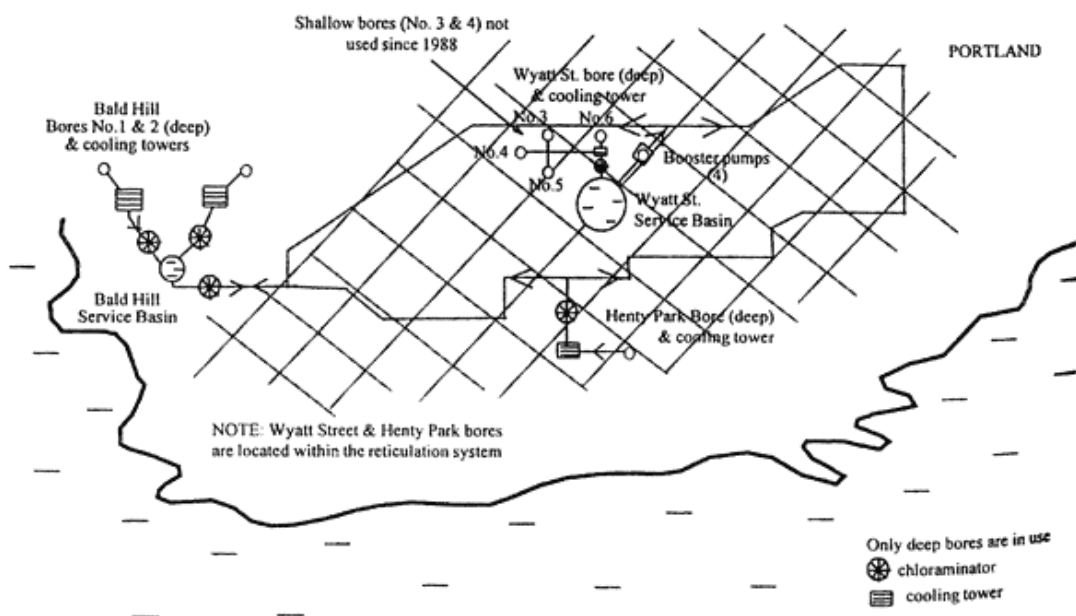 Shallow bores (No. 3 & 4) not
used since 1988
PORTLAND
Wyatt St. bore (deep)
& cooling tower
No.3
No.6
Bald Hill
Bores No.1 & 2 (deep)
& cooling towers
No.4
No.5
Booster pumps
(4)
Wyatt St.
Service Basin
Bald Hill
Service Basin
Henty Park Bore (deep)
& cooling tower
NOTE: Wyatt Street & Henty Park bores
are located within the reticulation system
Only deep bores are in use
chloraminator
cooling tower